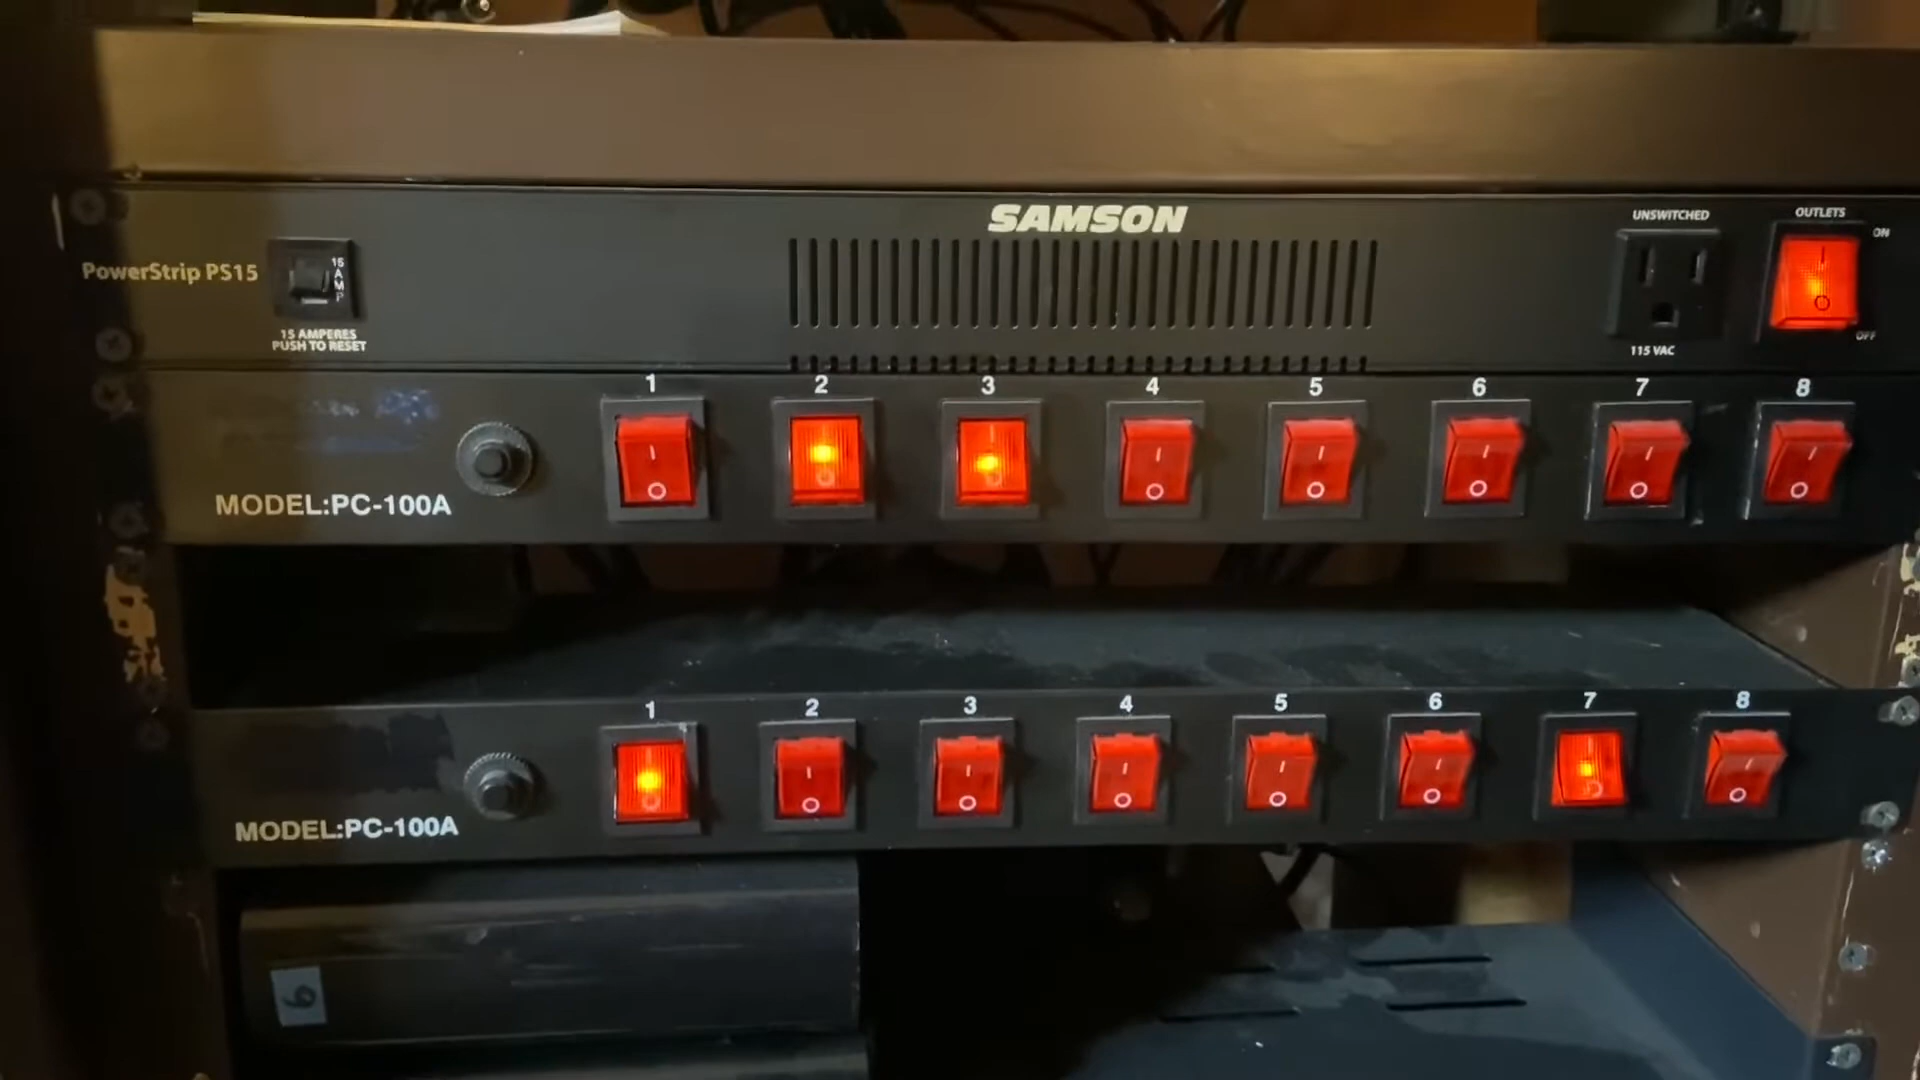 SAMSON
UNSWITCHED
OUTLETS
ON
PowerStrip PS15
15
A
M
P
15 AMPERES
PUSH TO RESET
115 VAC
OFF
1 2 3 4 5 6 7 8
MODEL:PC-100A
1 2 3 4 5 6 7 8
MODEL:PC-100A